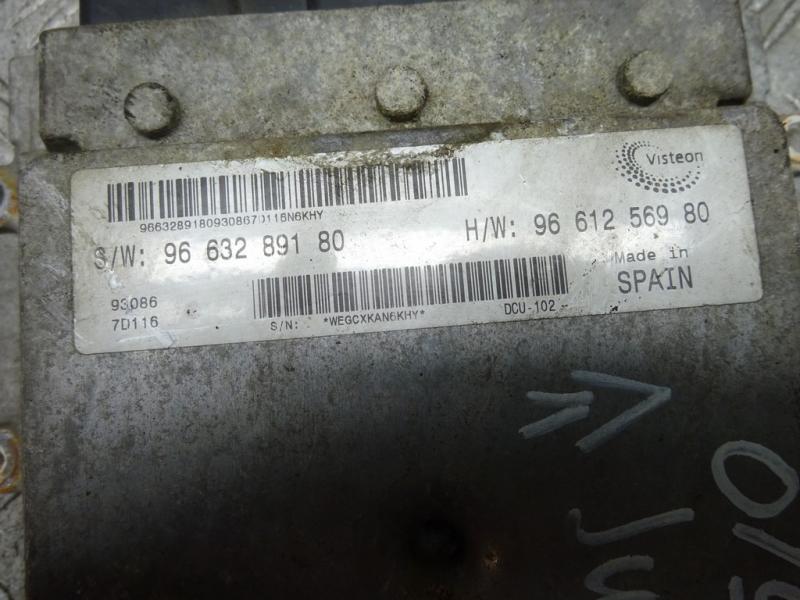 Visteon
9663289180930867D116N6KHY
S/W: 96 632 891 80
H/W: 96 612 569 80
Made in
SPAIN
93086
7D116
S/N: *WEGCXKAN6KHY*
DCU-102